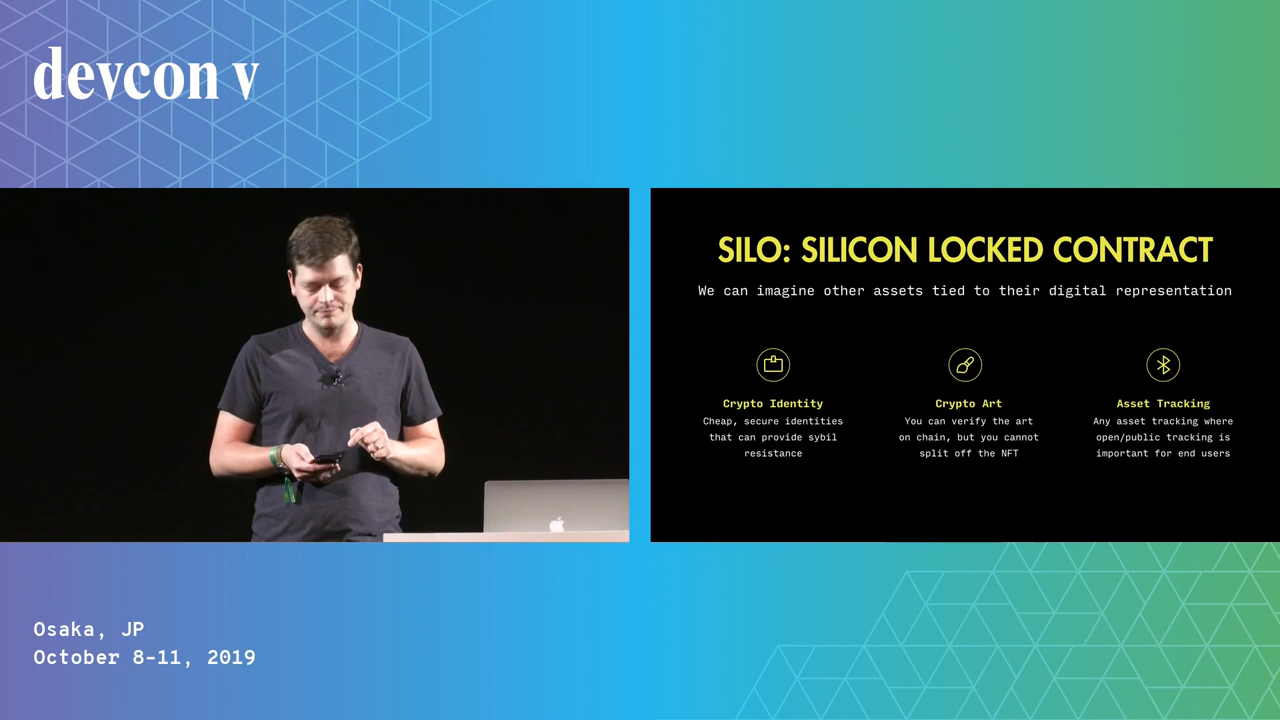 devcon v
SILO: SILICON LOCKED CONTRACT
We can imagine other assets tied to their digital representation
Crypto Identity
Cheap, secure identities
that can provide sybil
resistance
Crypto Art
You can verify the art
on chain, but you cannot
split off the NFT
Asset Tracking
Any asset tracking where
open/public tracking is
important for end users
Osaka, JP
October 8-11, 2019